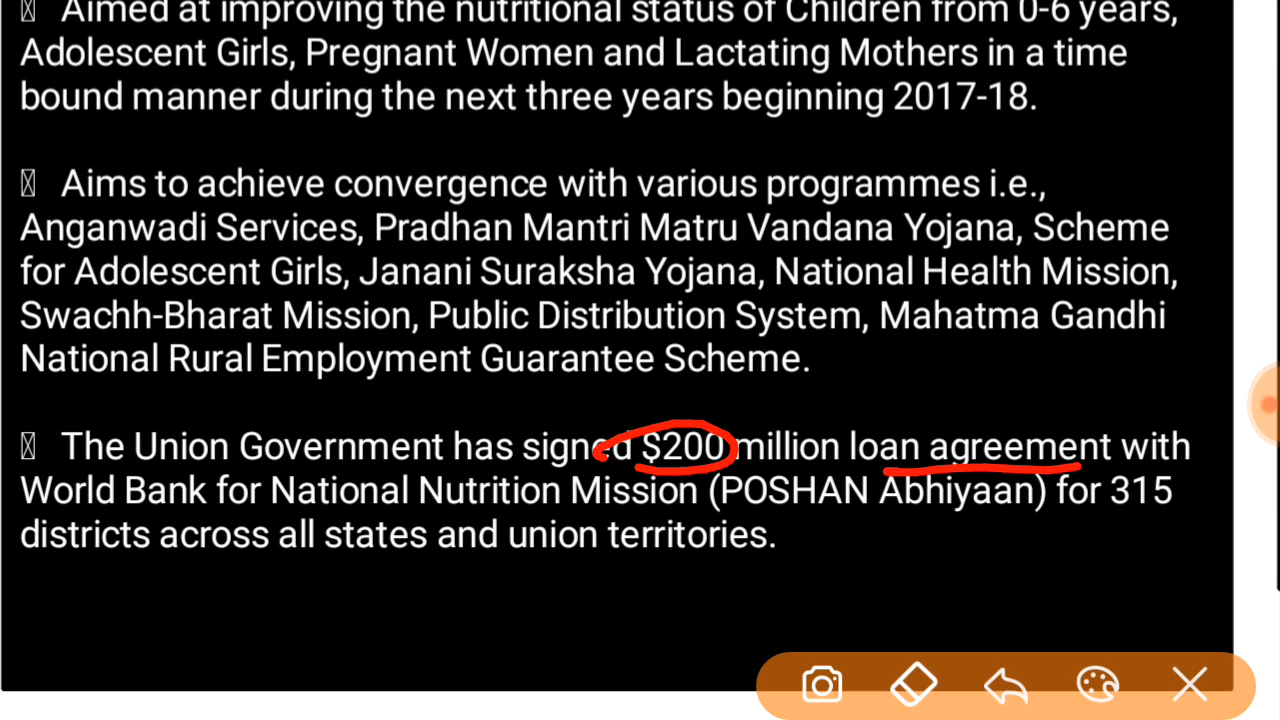 Aimed at improving the nutritional status of Children from 0-6 years,
Adolescent Girls, Pregnant Women and Lactating Mothers in a time
bound manner during the next three years beginning 2017-18.
Aims to achieve convergence with various programmes i.e.,
Anganwadi Services, Pradhan Mantri Matru Vandana Yojana, Scheme
for Adolescent Girls, Janani Suraksha Yojana, National Health Mission,
Swachh-Bharat Mission, Public Distribution System, Mahatma Gandhi
National Rural Employment Guarantee Scheme.
The Union Government has signed $200 million loan agreement with
World Bank for National Nutrition Mission (POSHAN Abhiyaan) for 315
districts across all states and union territories.